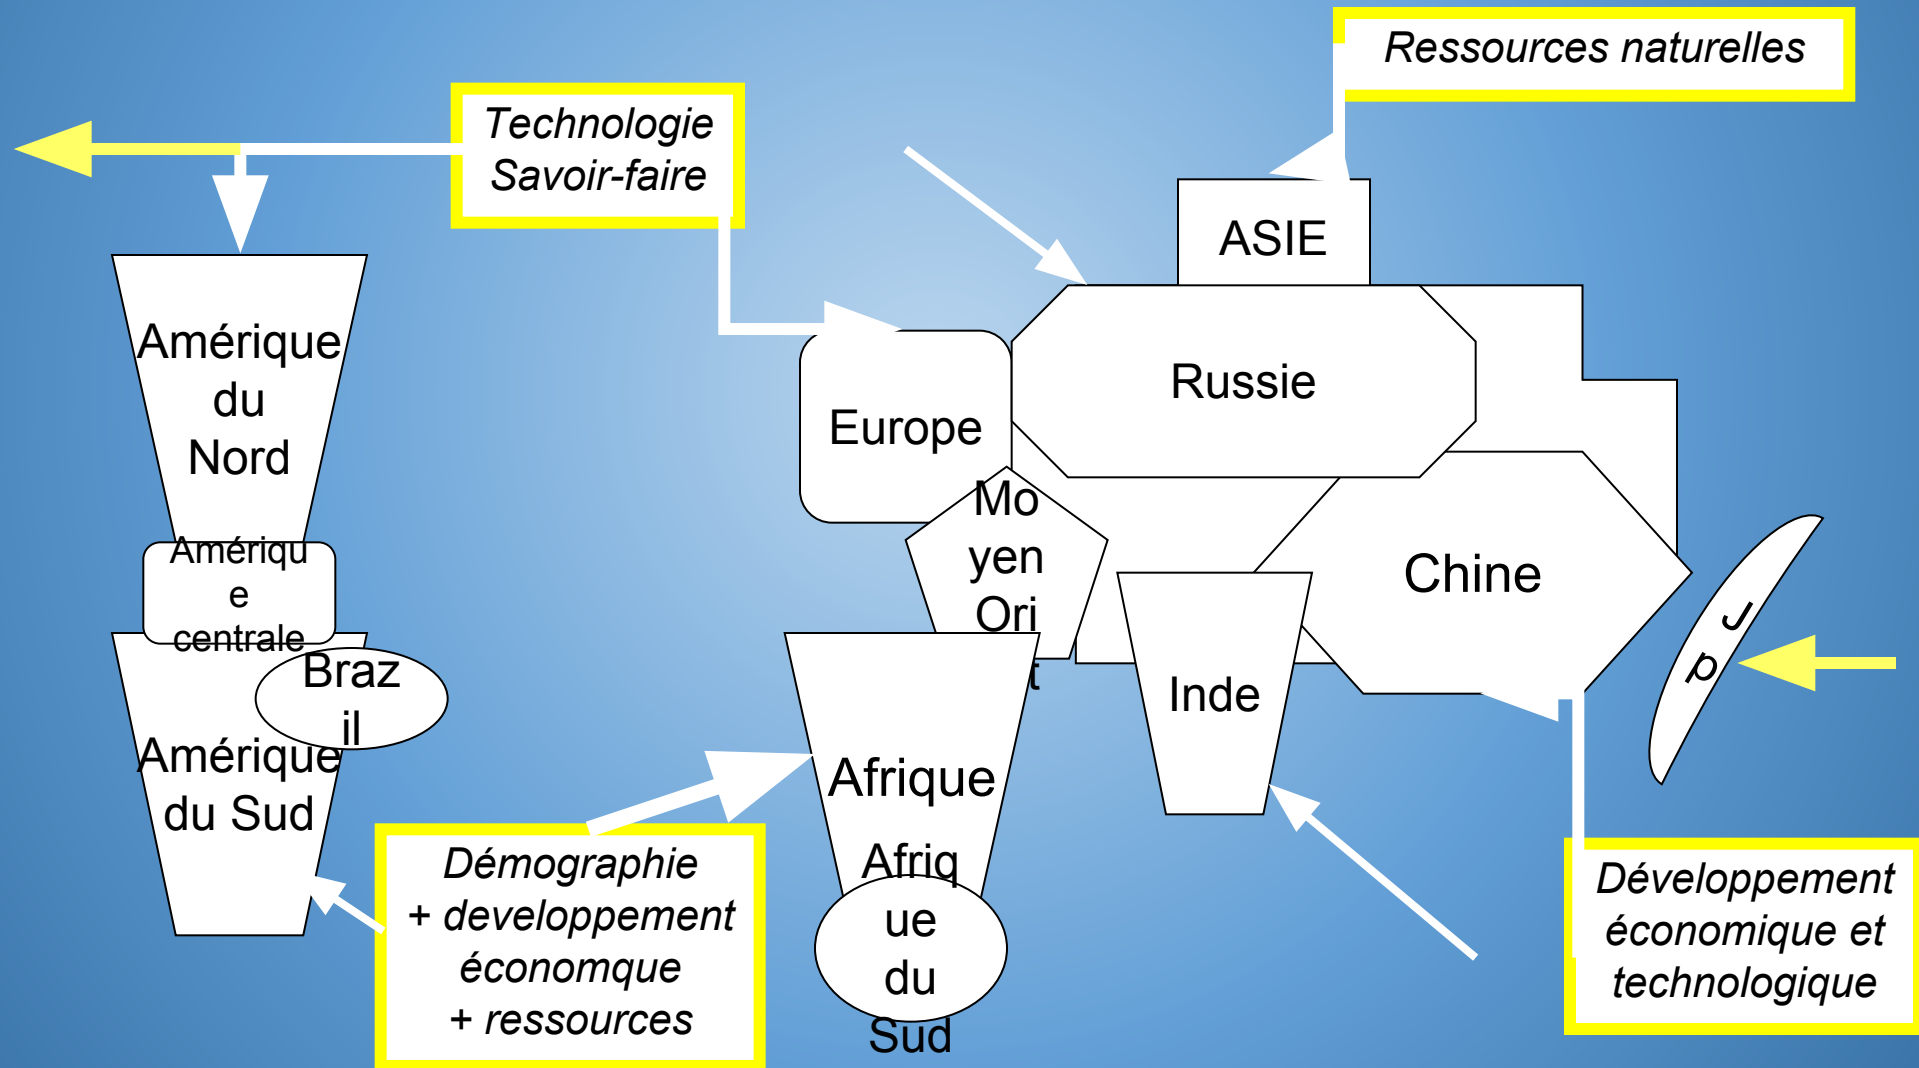 Ressources naturelles
Technologie
Savoir-faire
ASIE
Amérique
du
Nord
Russie
Europe
Mo
yen
Ori
t
Amériqu
e
centrale
Chine
J
p
Braz
il
Inde
Amérique
du Sud
Afrique
Afriq
ue
du
Sud
Démographie
+ developpement
économque
+ ressources
Développement
économique et
technologique